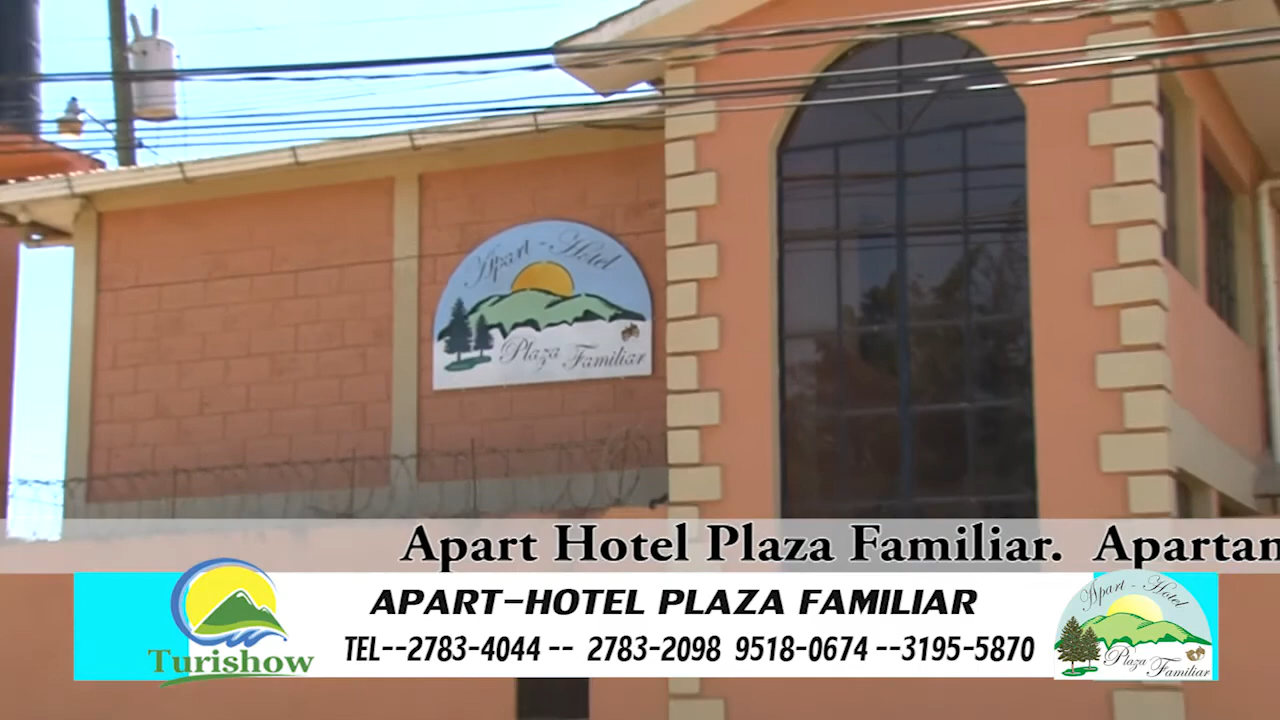 Apart - Hotel
Plaza Familiar
Apart Hotel Plaza Familiar. Apartan
APART-HOTEL PLAZA FAMILIAR
TEL--2783-4044 -- 2783-2098 9518-0674 --3195-5870
Turishow
Apart - Hotel
Plaza Familiar